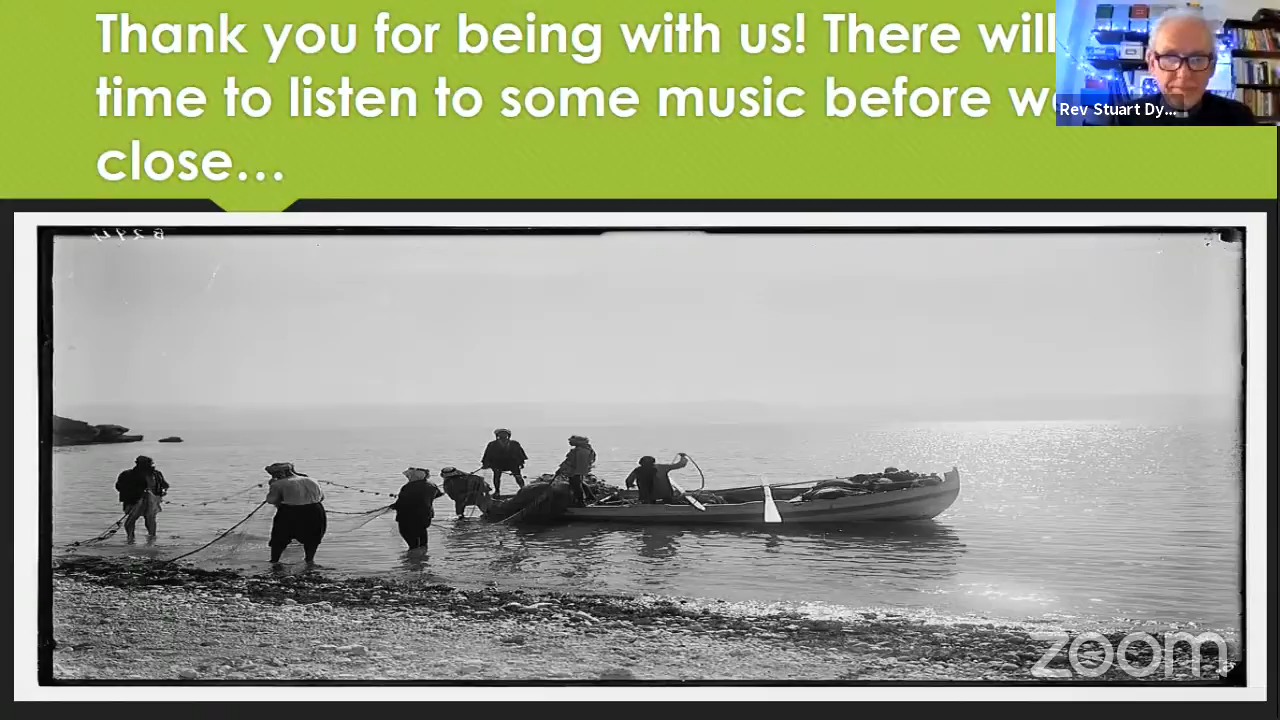 Thank you for being with us! There will
time to listen to some music before w
close...
Rev Stuart Dy...
zoom